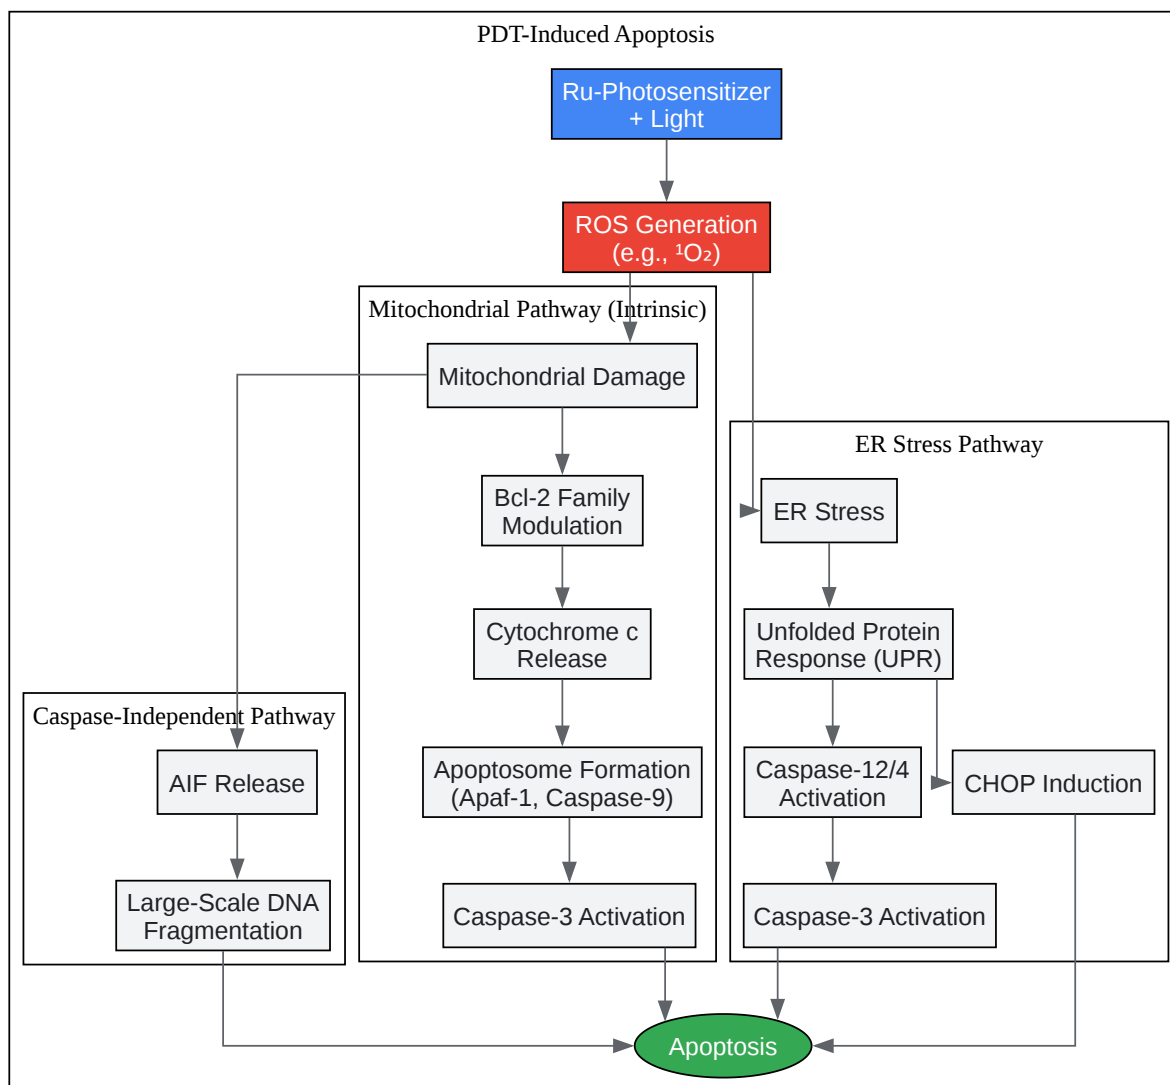 PDT-Induced Apoptosis
Ru-Photosensitizer
+ Light
ROS Generation
(e.g., ¹O₂)
Mitochondrial Pathway (Intrinsic)
Mitochondrial Damage
Bcl-2 Family
Modulation
Cytochrome c
Release
Apoptosome Formation
(Apaf-1, Caspase-9)
Caspase-3 Activation
ER Stress Pathway
ER Stress
Unfolded Protein
Response (UPR)
Caspase-12/4
Activation
CHOP Induction
Caspase-3 Activation
Caspase-Independent Pathway
AIF Release
Large-Scale DNA
Fragmentation
Apoptosis